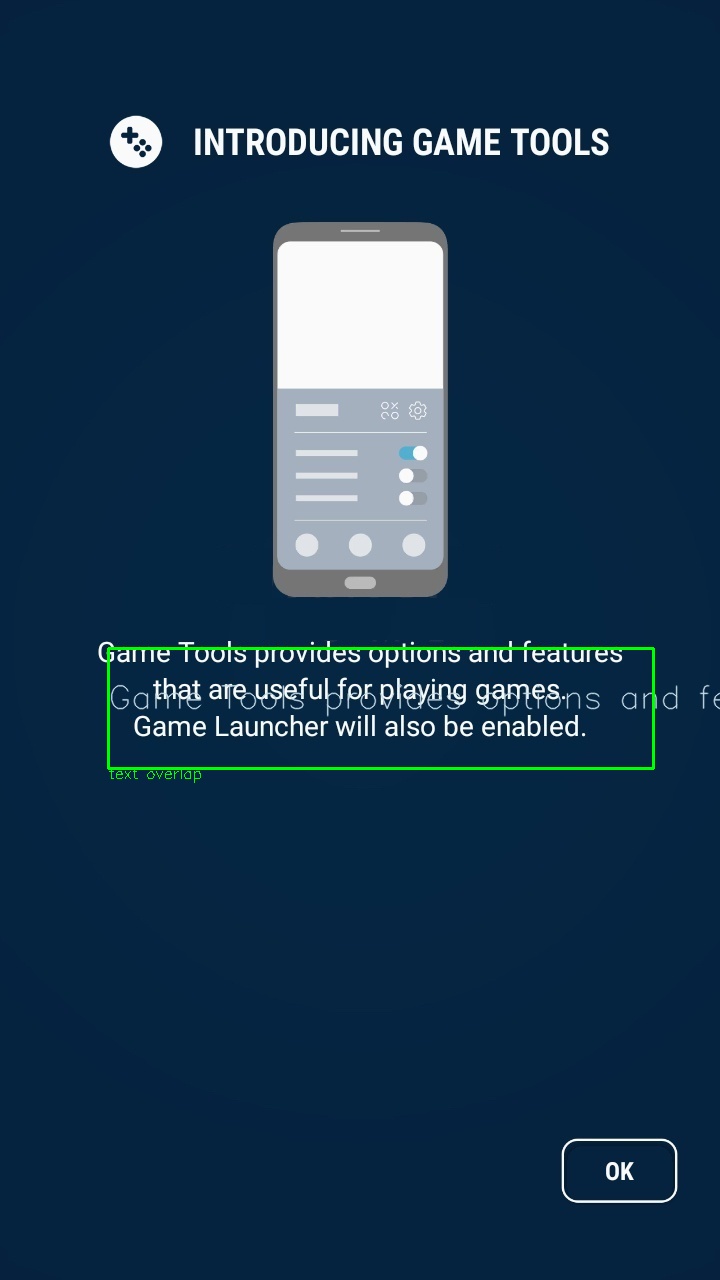 INTRODUCING GAME TOOLS
Game Tools provides options and features
that are useful for playing games.
Game Tools provides options and fe
Game Launcher will also be enabled.
text overlap
OK